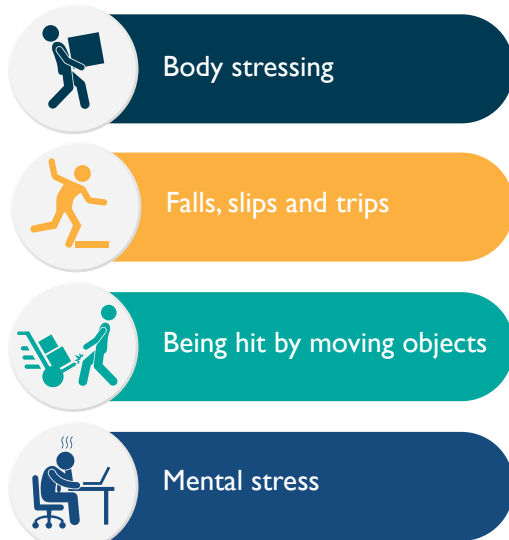 Body stressing
Falls, slips and trips
Being hit by moving objects
Mental stress